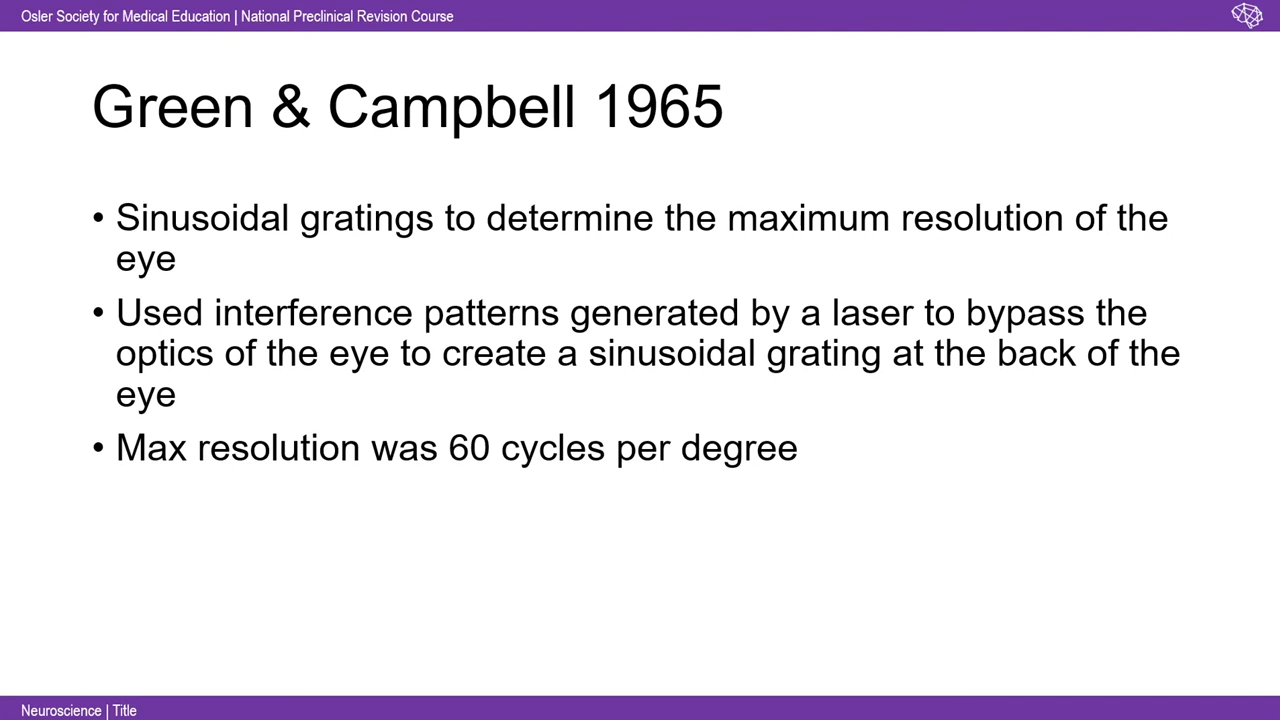 Osler Society for Medical Education | National Preclinical Revision Course
Green & Campbell 1965
• Sinusoidal gratings to determine the maximum resolution of the
eye
• Used interference patterns generated by a laser to bypass the
optics of the eye to create a sinusoidal grating at the back of the
eye
• Max resolution was 60 cycles per degree
Neuroscience | Title